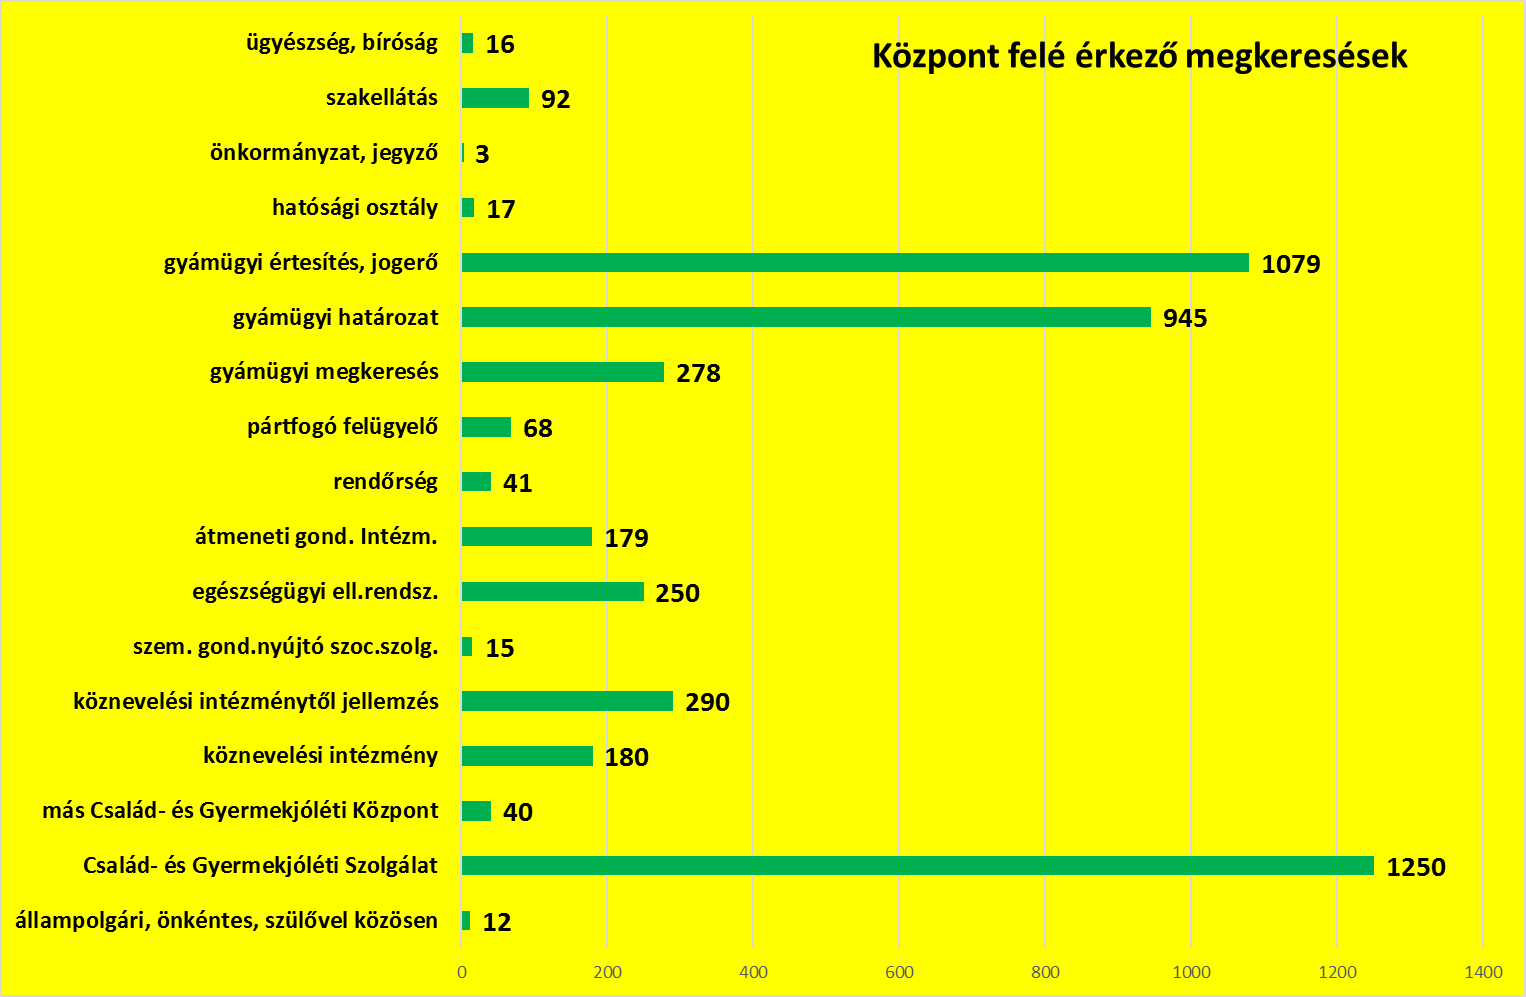 Központ felé érkező megkeresések
ügyészség, bíróság 16
szakellátás 92
önkormányzat, jegyző 3
hatósági osztály 17
gyámügyi értesítés, jogerő 1079
gyámügyi határozat 945
gyámügyi megkeresés 278
pártfogó felügyelő 68
rendőrség 41
átmeneti gond. Intézm. 179
egészségügyi ell.rendsz. 250
szem. gond.nyújtó szoc.szolg. 15
köznevelési intézménytől jellemzés 290
köznevelési intézmény 180
más Család- és Gyermekjóléti Központ 40
Család- és Gyermekjóléti Szolgálat 1250
állampolgári, önkéntes, szülővel közösen 12
0 200 400 600 800 1000 1200 1400